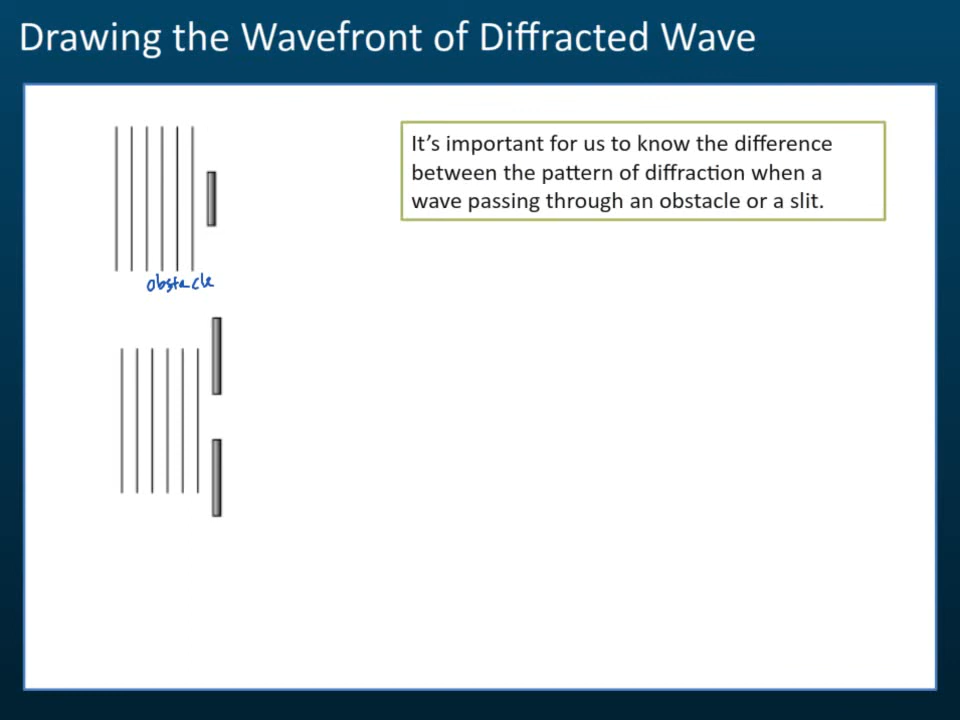 Drawing the Wavefront of Diffracted Wave
It’s important for us to know the difference
between the pattern of diffraction when a
wave passing through an obstacle or a slit.
obstacle